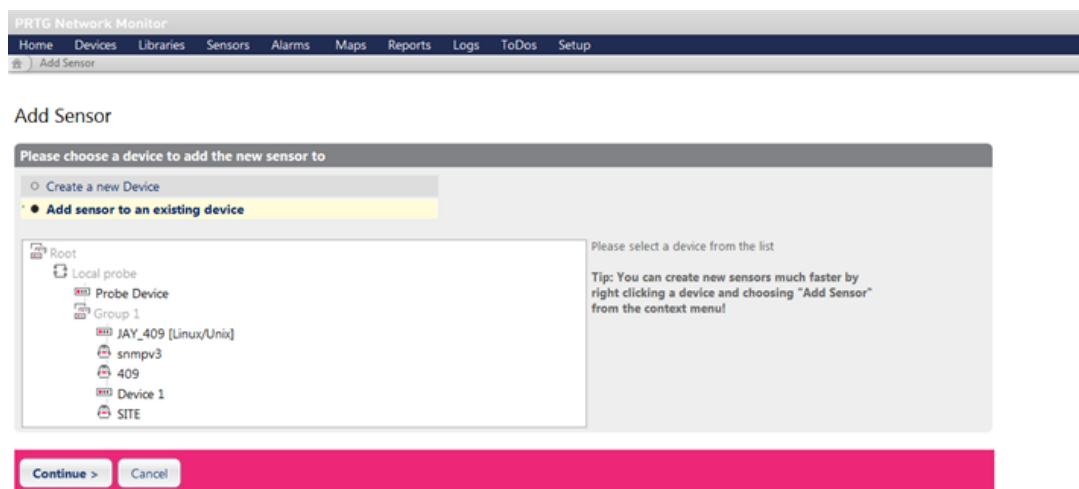 PRTG Network Monitor
Home Devices Libraries Sensors Alarms Maps Reports Logs ToDos Setup
Add Sensor
Add Sensor
Please choose a device to add the new sensor to
Create a new Device
Add sensor to an existing device
Root
Local probe
Probe Device
Group 1
JAY_409 [Linux/Unix]
snmpv3
409
Device 1
SITE
Please select a device from the list
Tip: You can create new sensors much faster by
right clicking a device and choosing "Add Sensor"
from the context menu!
Continue > Cancel